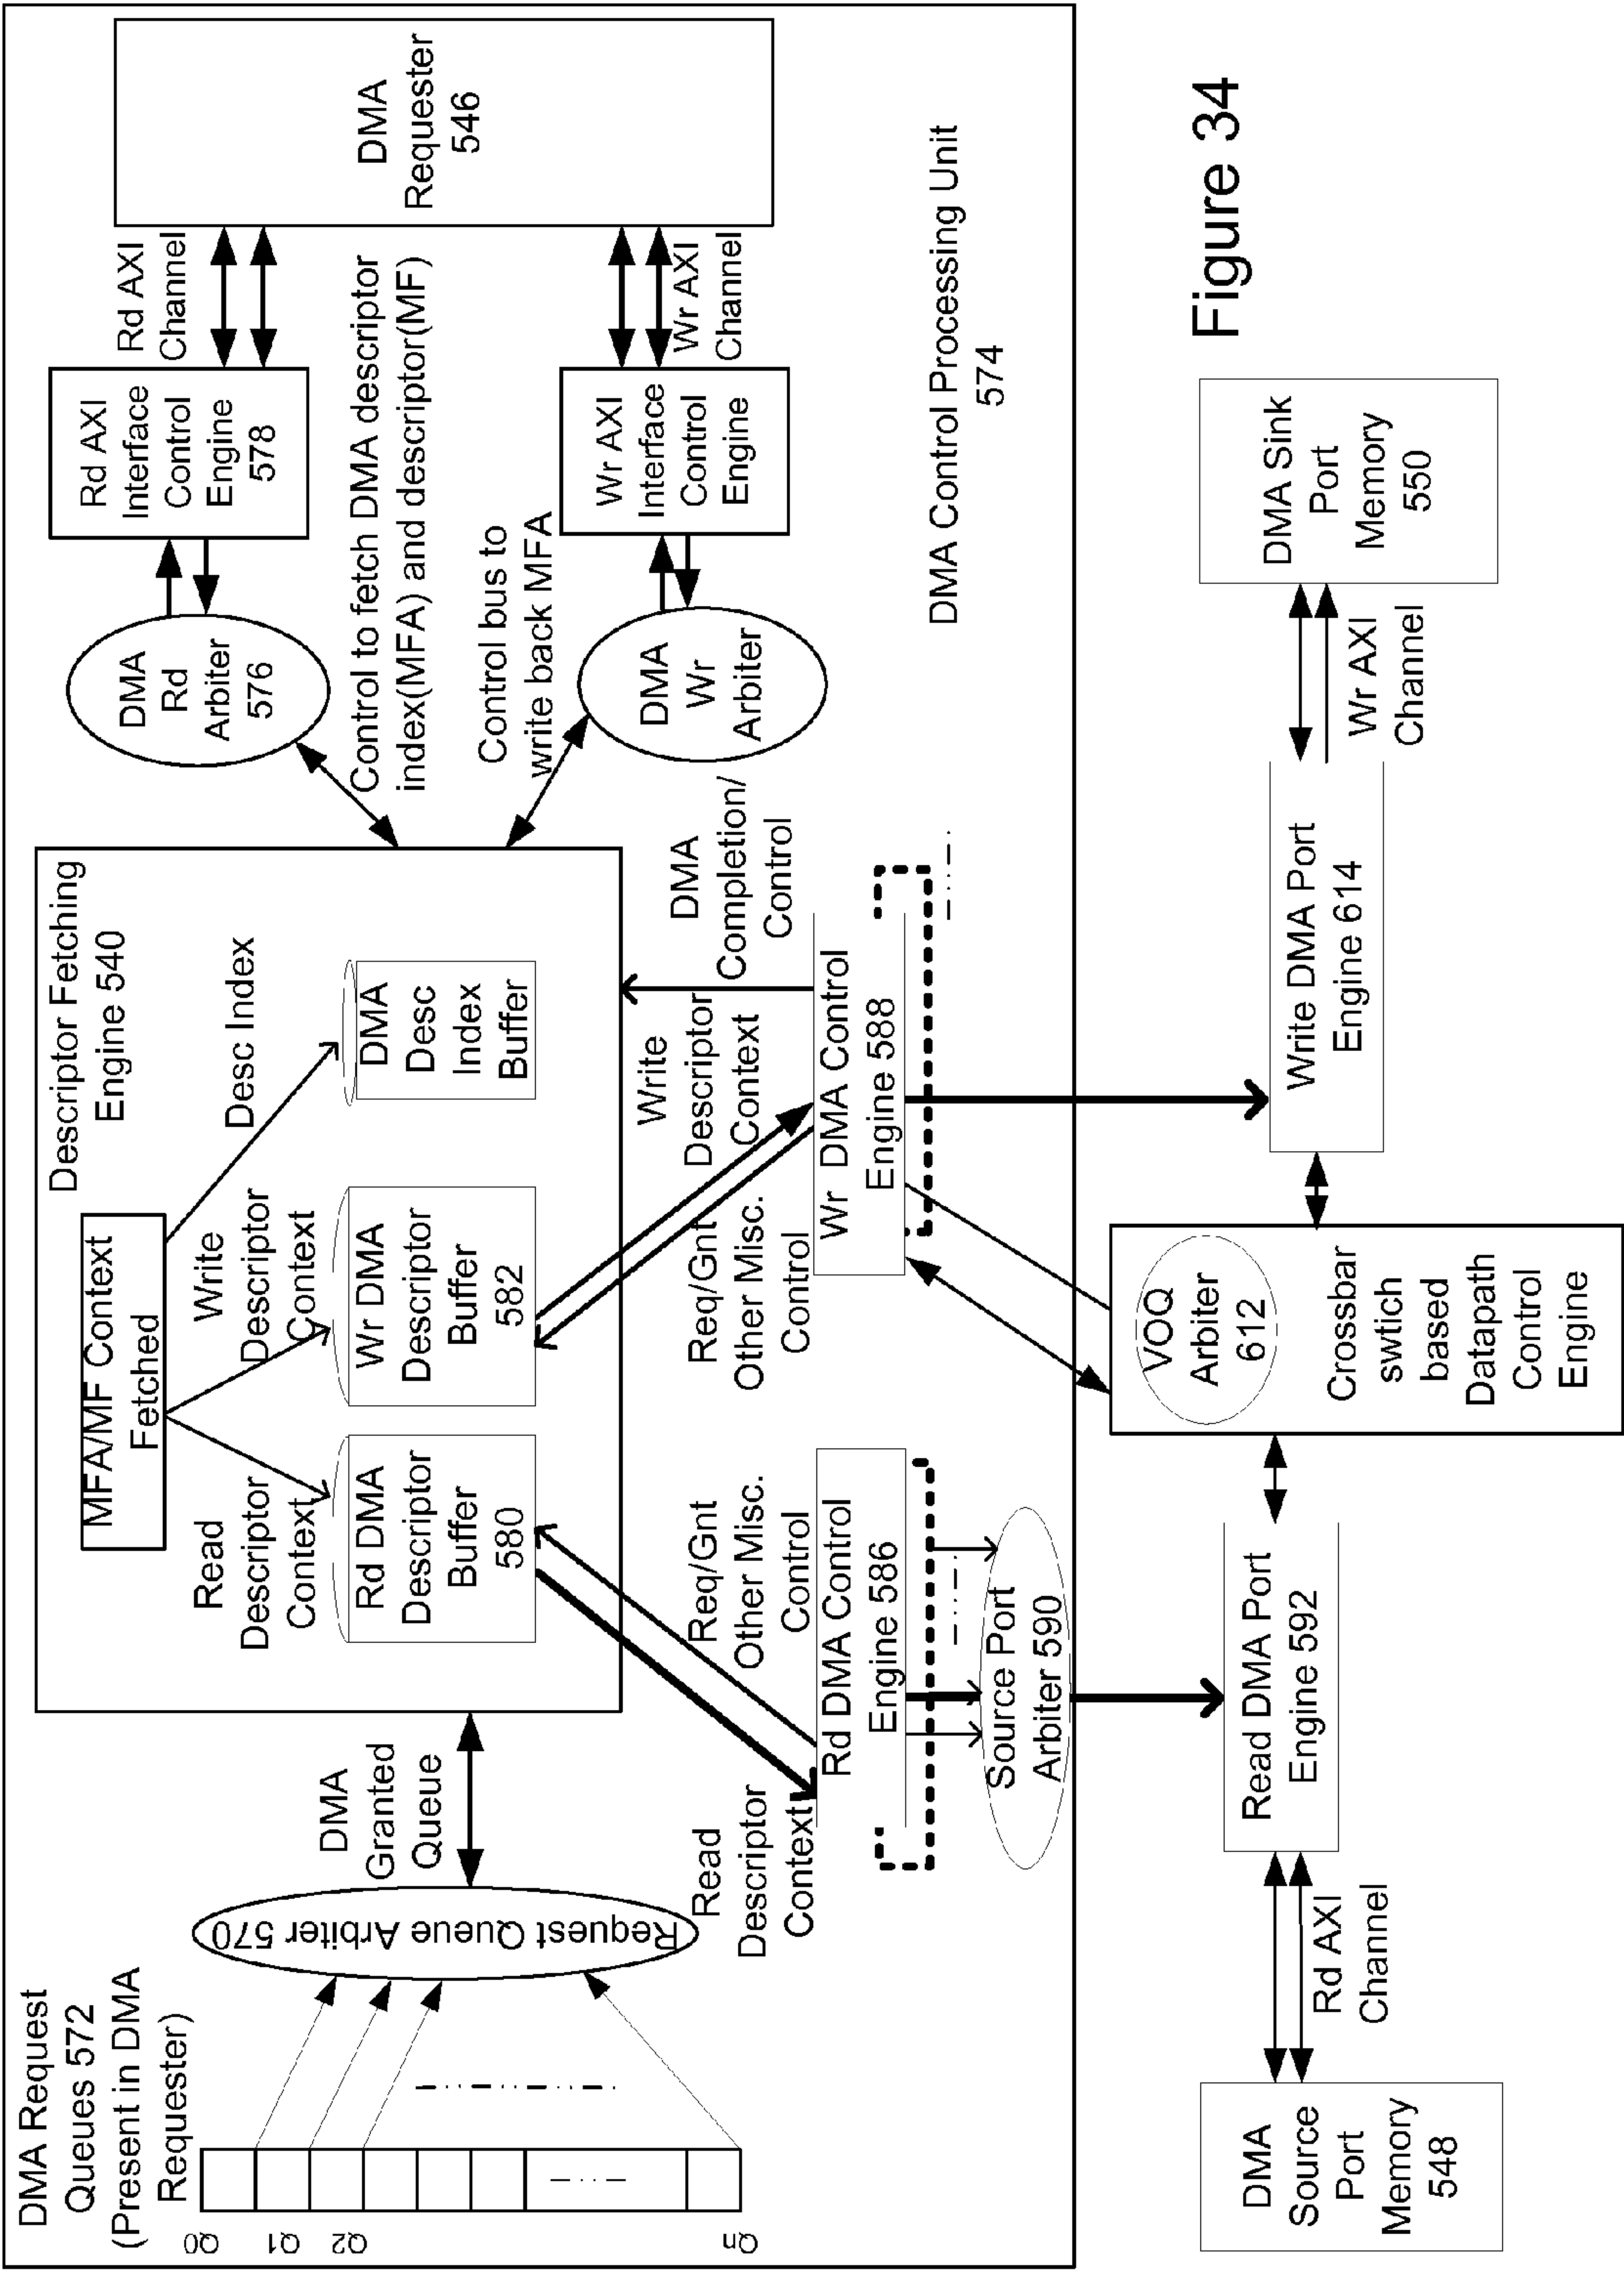 DMA Request
Queues 572
(Present in DMA
Requester)
Q0
Q1
Q2
Qn
Request Queue Arbiter 570
DMA
Granted
Queue
Descriptor Fetching
Engine 540
MFA/MF Context
Fetched
Read
Descriptor
Context
Write
Descriptor
Context
Desc Index
Rd DMA
Descriptor
Buffer
580
Wr DMA
Descriptor
Buffer
582
DMA
Desc
Index
Buffer
DMA
Rd
Arbiter
576
Rd AXI
Interface
Control
Engine
578
Rd AXI
Channel
DMA
Requester
546
Control to fetch DMA descriptor
index(MFA) and descriptor(MF)
Control bus to
write back MFA
DMA
Wr
Arbiter
Wr AXI
Interface
Control
Engine
Wr AXI
Channel
Read
Descriptor
Context
Req/Gnt
Other Misc.
Control
Req/Gnt
Other Misc.
Control
Write
Descriptor
Context
DMA
Completion/
Control
Rd DMA Control
Engine 586
Wr DMA Control
Engine 588
Source Port
Arbiter 590
DMA Control Processing Unit
574
DMA
Source
Port
Memory
548
Rd AXI
Channel
Read DMA Port
Engine 592
VOQ
Arbiter
612
Crossbar
swtich
based
Datapath
Control
Engine
Write DMA Port
Engine 614
Wr AXI
Channel
DMA Sink
Port
Memory
550
Figure 34